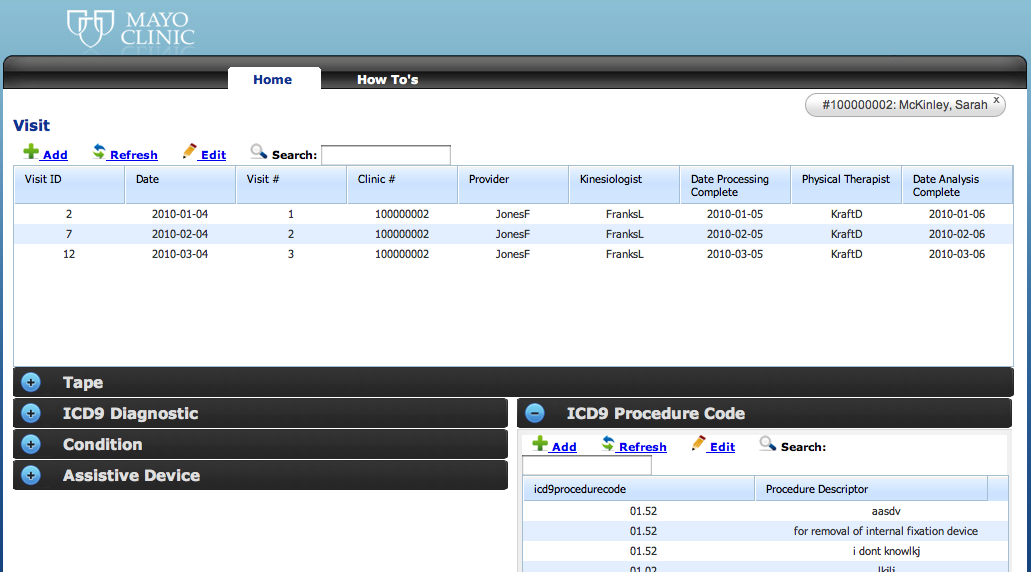 MAYO
CLINIC
Home How To's
#100000002: McKinley, Sarah x
Visit
Add Refresh Edit Search:
Visit ID Date Visit # Clinic # Provider Kinesiologist Date Processing Complete Physical Therapist Date Analysis Complete
2 2010-01-04 1 100000002 JonesF FranksL 2010-01-05 KraftD 2010-01-06
7 2010-02-04 2 100000002 JonesF FranksL 2010-02-05 KraftD 2010-02-06
12 2010-03-04 3 100000002 JonesF FranksL 2010-03-05 KraftD 2010-03-06
Tape
ICD9 Diagnostic
Condition
Assistive Device
ICD9 Procedure Code
Add Refresh Edit Search:
icd9procedurecode Procedure Descriptor
01.52 aasdv
01.52 for removal of internal fixation device
01.52 i dont knowlkj
01.02